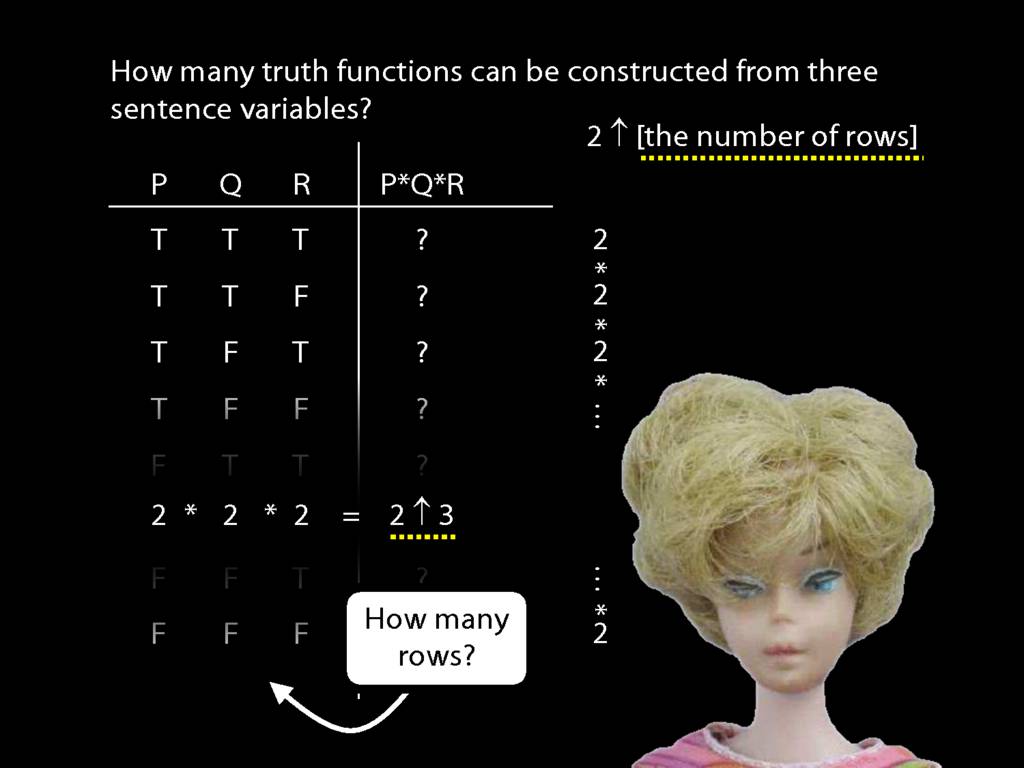 How many truth functions can be constructed from three
sentence variables?
2 ↑ [the number of rows]
P Q R P*Q*R
T T T ? 2
*
T T F ? 2
*
T F T ? 2
*
T F F ? ...
F T T ?
2 * 2 * 2 = 2 ↑ 3
F F T ? ...
*
F F F 2
How many
rows?